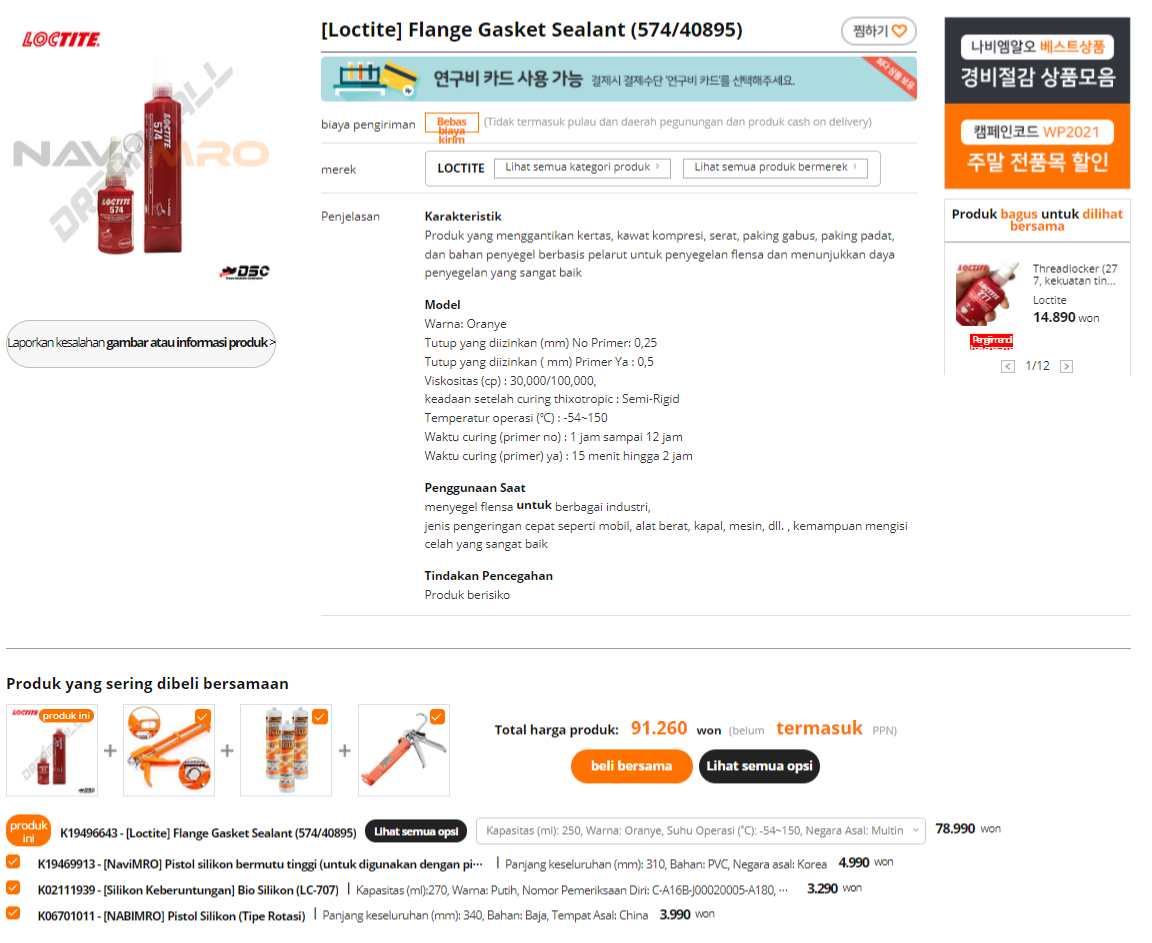 LOCTITE.
[Loctite] Flange Gasket Sealant (574/40895)
찜하기
연구비 카드 사용 가능 결제시 결제수단 '연구비 카드'를 선택해주세요.
최다 상품 보유
biaya pengiriman
Bebas biaya kirim
(Tidak termasuk pulau dan daerah pegunungan dan produk cash on delivery)
merek
LOCTITE
Lihat semua kategori produk >
Lihat semua produk bermerek
NAVIMRO
DREAMMALL
LOCTITE 574
LOCTITE 574
DSC
Laporkan kesalahan gambar atau informasi produk >
Penjelasan
Karakteristik
Produk yang menggantikan kertas, kawat kompresi, serat, paking gabus, paking padat,
dan bahan penyegel berbasis pelarut untuk penyegelan flensa dan menunjukkan daya
penyegelan yang sangat baik
Model
Warna: Oranye
Tutup yang diizinkan (mm) No Primer: 0,25
Tutup yang diizinkan ( mm) Primer Ya : 0,5
Viskositas (cp) : 30,000/100,000,
keadaan setelah curing thixotropic : Semi-Rigid
Temperatur operasi (℃) : -54~150
Waktu curing (primer no) : 1 jam sampai 12 jam
Waktu curing (primer) ya) : 15 menit hingga 2 jam
Penggunaan Saat
menyegel flensa untuk berbagai industri,
jenis pengeringan cepat seperti mobil, alat berat, kapal, mesin, dll. , kemampuan mengisi
celah yang sangat baik
Tindakan Pencegahan
Produk berisiko
나비엠알오 베스트상품
경비절감 상품모음
캠페인코드 WP2021
주말 전품목 할인
Produk bagus untuk dilihat
bersama
LOCTITE
277
Threadlocker (27
7, kekuatan tin...
Loctite
14.890 won
< 1/12 >
Produk yang sering dibeli bersamaan
LOCTITE
produk ini
+ + +
Total harga produk: 91.260 won (belum termasuk PPN)
beli bersama
Lihat semua opsi
produk ini
K19496643 - [Loctite] Flange Gasket Sealant (574/40895)
Lihat semua opsi
Kapasitas (ml): 250, Warna: Oranye, Suhu Operasi (℃): -54~150, Negara Asal: Multin
78.990 won
K19469913 - [NaviMRO] Pistol silikon bermutu tinggi (untuk digunakan dengan pi··· | Panjang keseluruhan (mm): 310, Bahan: PVC, Negara asal: Korea 4.990 won
K02111939 - [Silikon Keberuntungan] Bio Silikon (LC-707) | Kapasitas (ml):270, Warna: Putih, Nomor Pemeriksaan Diri: C-A16B-J00020005-A180, ··· 3.290 won
K06701011 - [NABIMRO] Pistol Silikon (Tipe Rotasi) | Panjang keseluruhan (mm): 340, Bahan: Baja, Tempat Asal: China 3.990 won